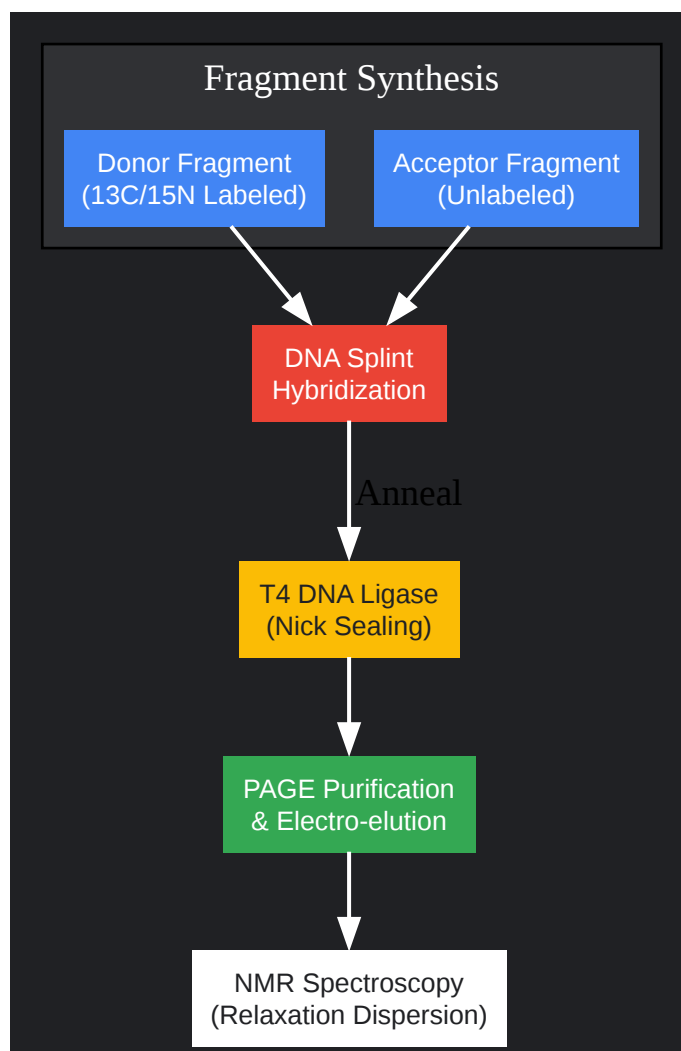 Fragment Synthesis
Donor Fragment
(13C/15N Labeled)
Acceptor Fragment
(Unlabeled)
DNA Splint
Hybridization
Anneal
T4 DNA Ligase
(Nick Sealing)
PAGE Purification
& Electro-elution
NMR Spectroscopy
(Relaxation Dispersion)